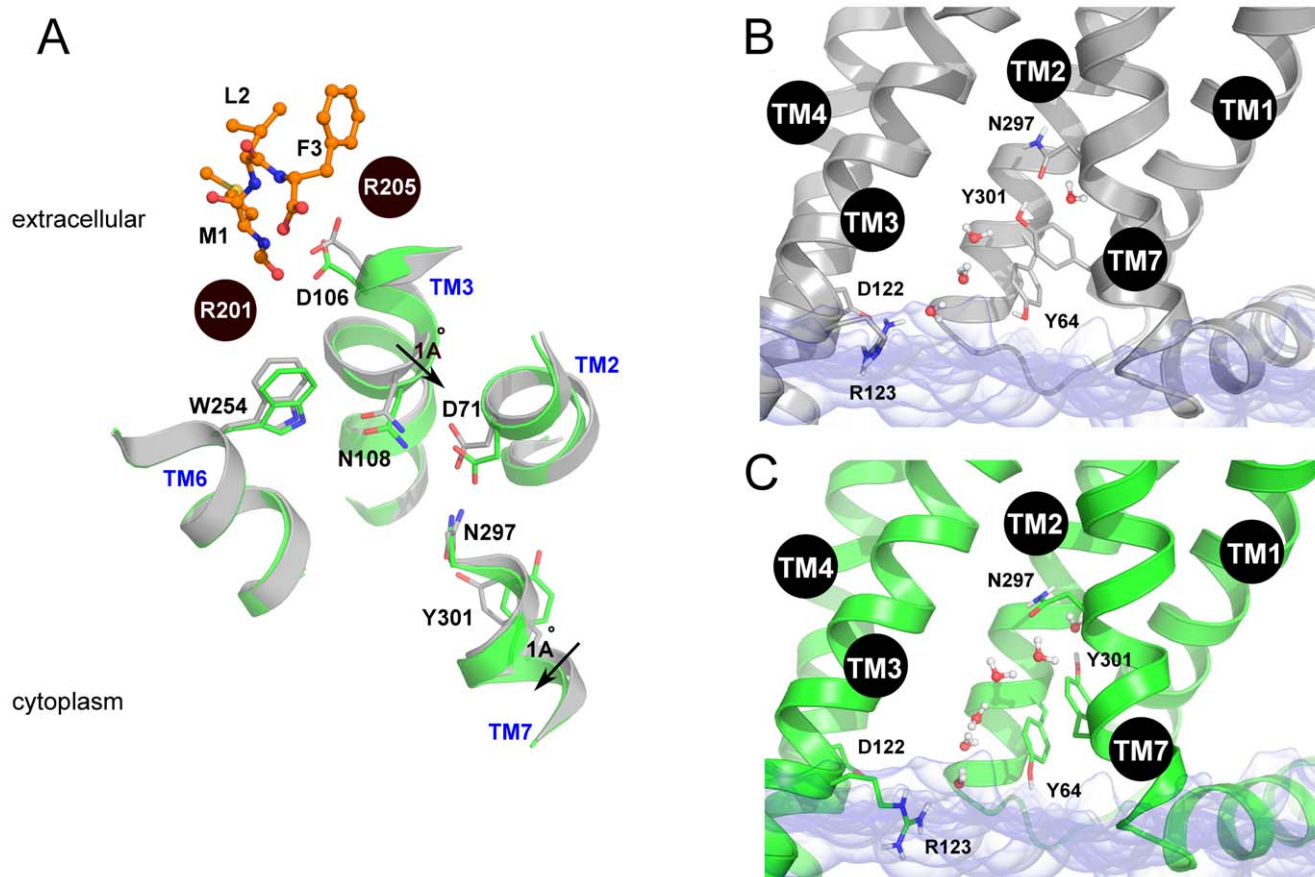 A
L2
F3
R205
extracellular
M1
D106
TM3
R201
1A°
TM2
W254
D71
N108
TM6
N297
Y301
1A°
cytoplasm
TM7
B
TM2
TM4
TM1
N297
Y301
TM3
TM7
D122
Y64
R123
C
TM2
TM4
TM1
N297
Y301
TM3
D122
TM7
Y64
R123